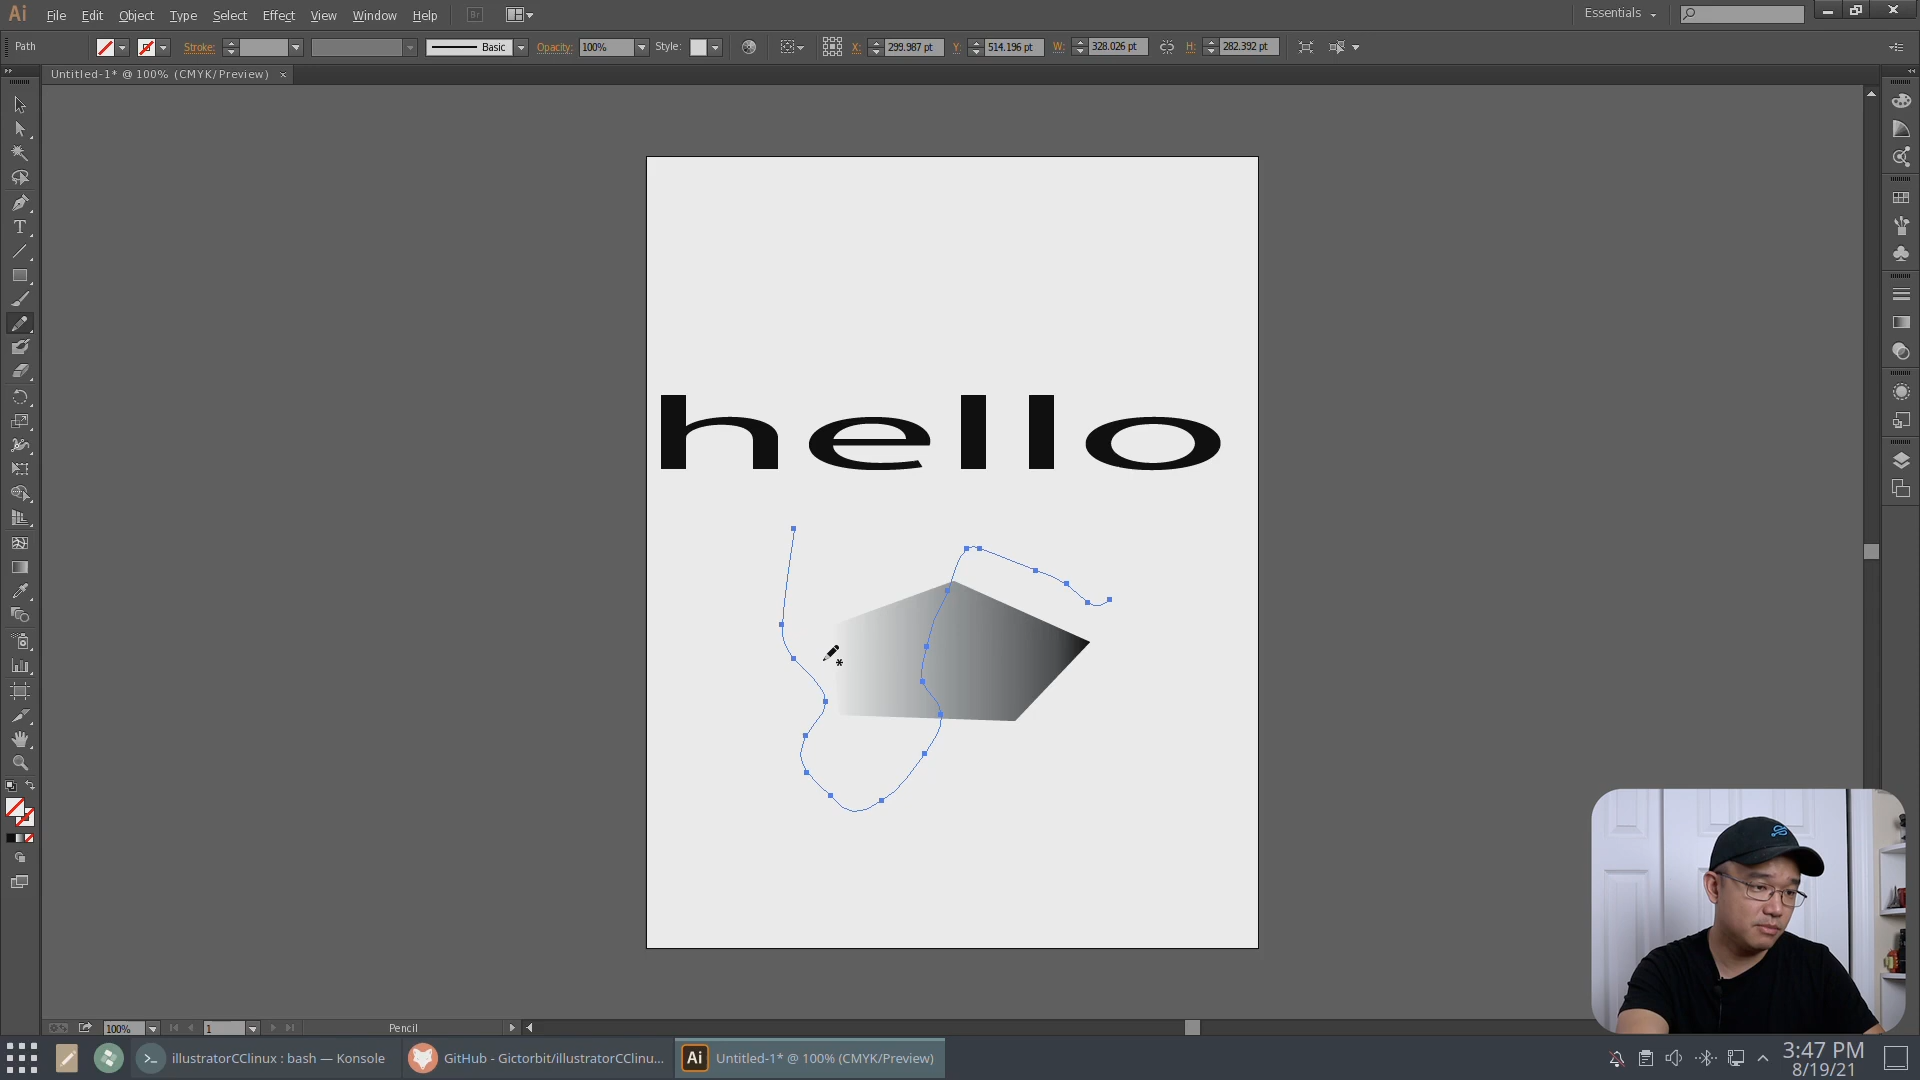 Ai File Edit Object Type Select Effect View Window Help Br Essentials
Path Stroke: Basic Opacity: 100% Style: X: 299.987 pt Y: 514.196 pt W: 328.026 pt H: 282.392 pt
Untitled-1* @ 100% (CMYK/Preview) ×
T
hello
100% 1 Pencil
illustratorCClinux : bash — Konsole GitHub - Gictorbit/illustratorCClinu... Ai Untitled-1* @ 100% (CMYK/Preview) 3:47 PM
8/19/21